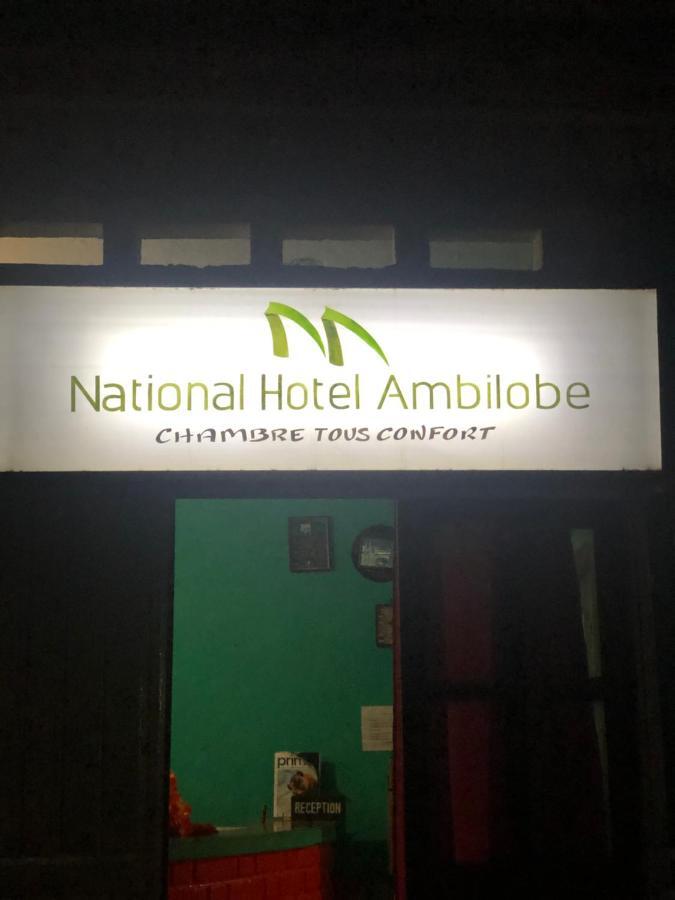 National Hotel Ambilobe
CHAMBRE TOUS CONFORT
RECEPTION